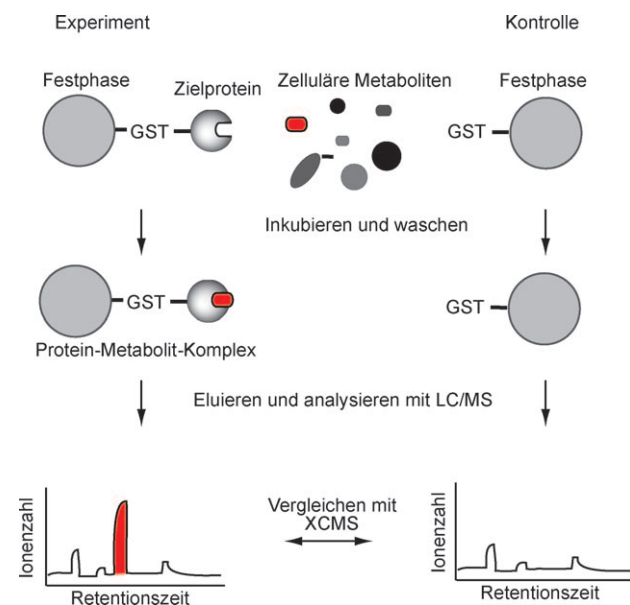 Experiment
Kontrolle
Festphase
Zielprotein
Zelluläre Metaboliten
Festphase
GST
GST
Inkubieren und waschen
GST
GST
Protein-Metabolit-Komplex
Eluieren und analysieren mit LC/MS
Ionenzahl
Retentionszeit
Vergleichen mit
XCMS
Ionenzahl
Retentionszeit